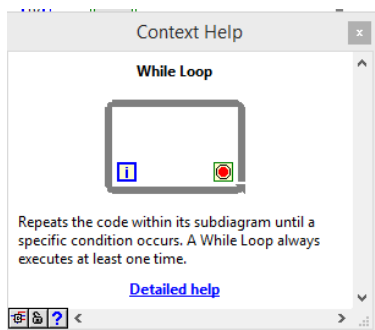 Context Help
x
While Loop
i
Repeats the code within its subdiagram until a
specific condition occurs. A While Loop always
executes at least one time.
Detailed help
?